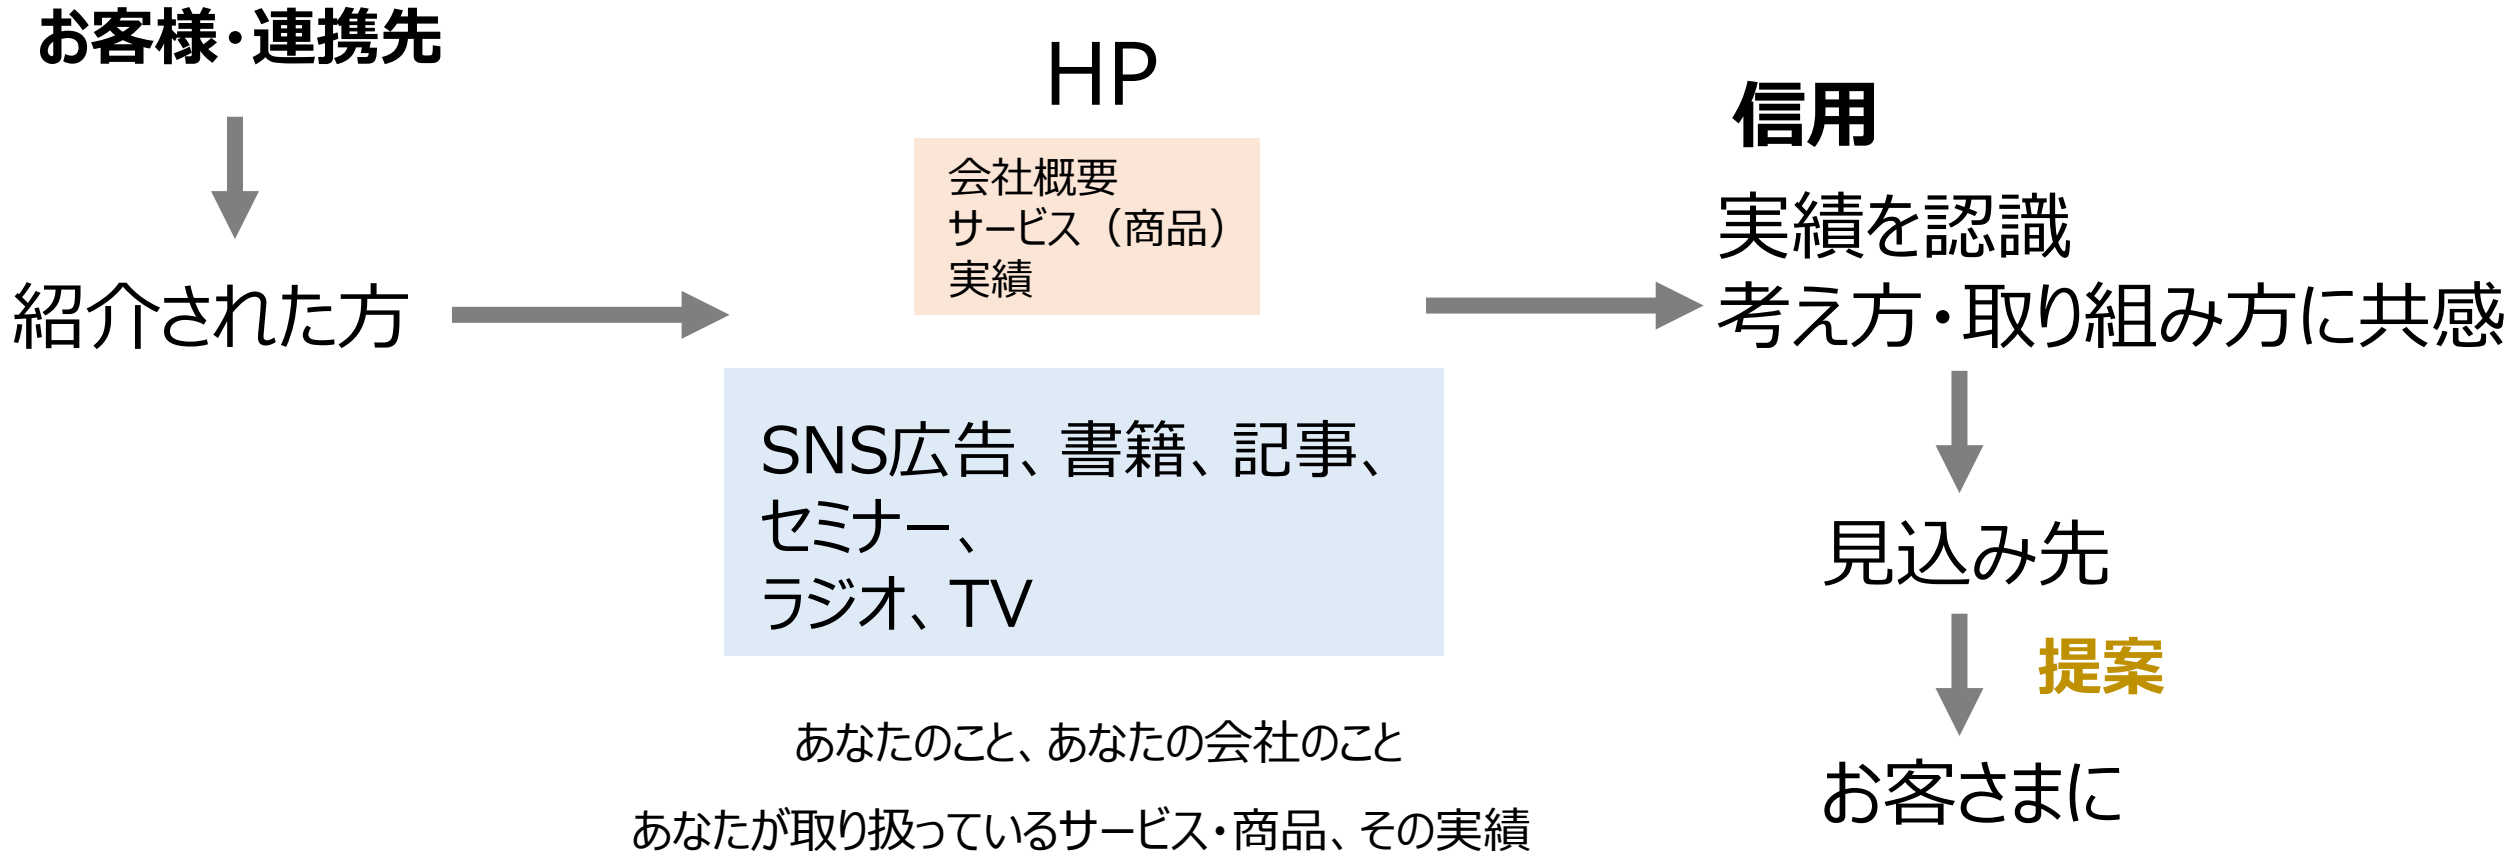 お客様・連携先
紹介された方
HP
会社概要
サービス（商品）
実績
SNS広告、書籍、記事、
セミナー、
ラジオ、TV
あなたのこと、あなたの会社のこと
あなたが取り扱っているサービス・商品、その実績
信用
実績を認識
考え方・取り組み方に共感
見込み先
提案
お客さまに